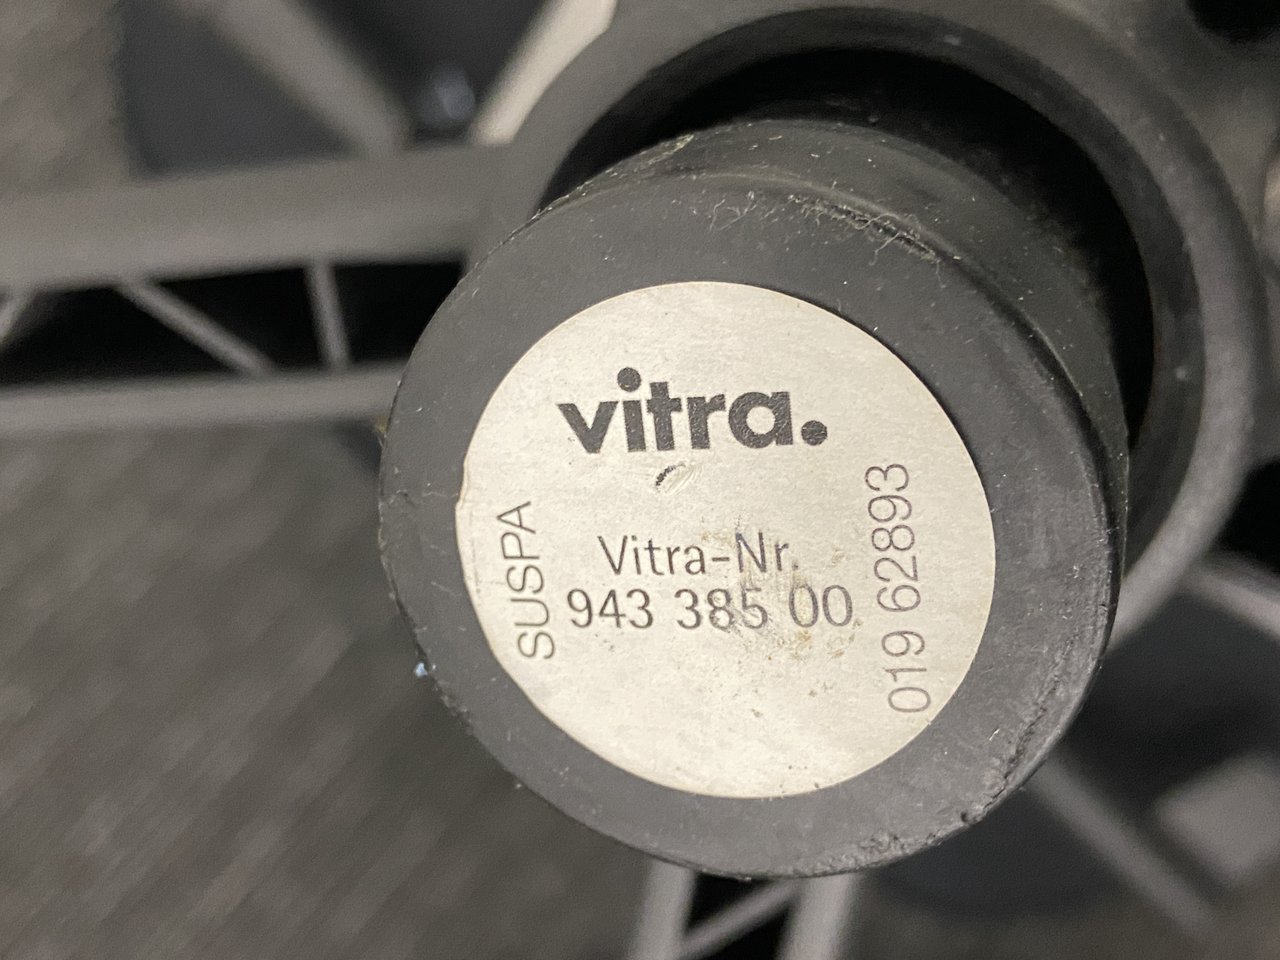 vitra.
SUSPA
Vitra-Nr.
943 385 00
019 62893